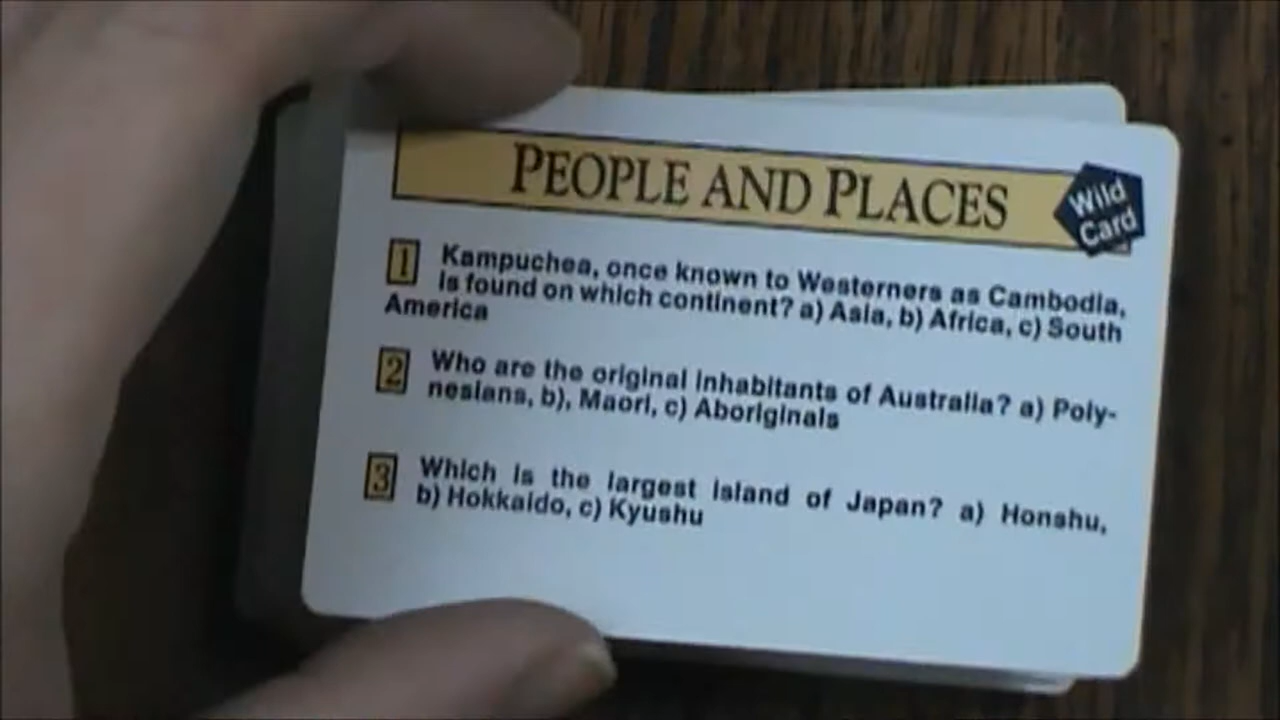 PEOPLE AND PLACES
Wild
Card
1 Kampuchea, once known to Westerners as Cambodia,
is found on which continent? a) Asia, b) Africa, c) South
America
2 Who are the original inhabitants of Australia? a) Poly-
nesians, b), Maori, c) Aboriginals
3 Which is the largest island of Japan? a) Honshu,
b) Hokkaido, c) Kyushu